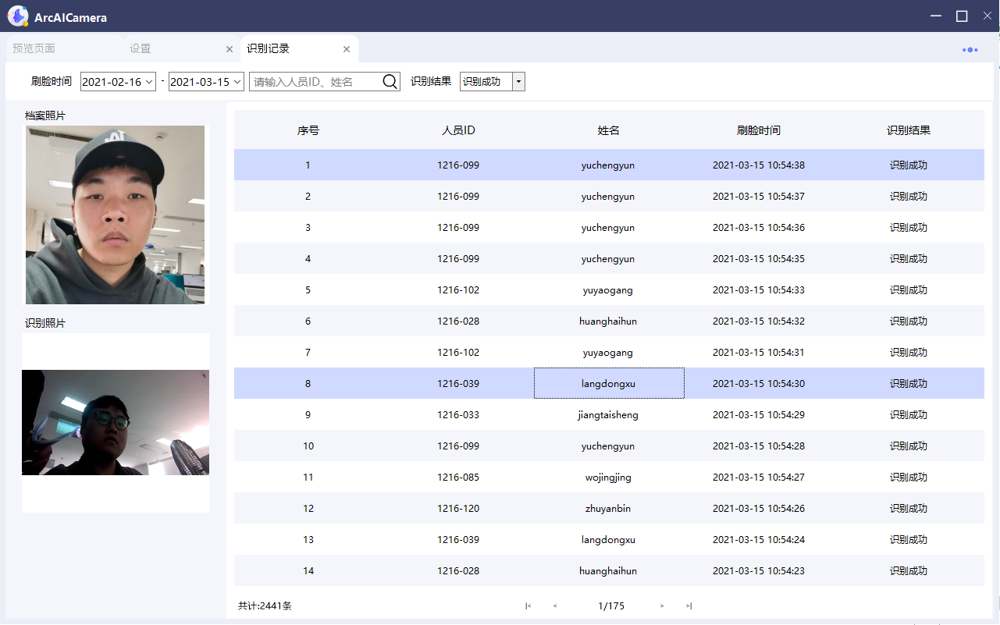 ArcAICamera
预览页面 设置 识别记录
刷脸时间 2021-02-16 - 2021-03-15 请输入人员ID、姓名 识别结果 识别成功
档案照片
识别照片
序号 人员ID 姓名 刷脸时间 识别结果
1 1216-099 yuchengyun 2021-03-15 10:54:38 识别成功
2 1216-099 yuchengyun 2021-03-15 10:54:37 识别成功
3 1216-099 yuchengyun 2021-03-15 10:54:36 识别成功
4 1216-099 yuchengyun 2021-03-15 10:54:35 识别成功
5 1216-102 yuyaogang 2021-03-15 10:54:33 识别成功
6 1216-028 huanghaihun 2021-03-15 10:54:32 识别成功
7 1216-102 yuyaogang 2021-03-15 10:54:31 识别成功
8 1216-039 langdongxu 2021-03-15 10:54:30 识别成功
9 1216-033 jiangtaisheng 2021-03-15 10:54:29 识别成功
10 1216-099 yuchengyun 2021-03-15 10:54:28 识别成功
11 1216-085 wojingjing 2021-03-15 10:54:27 识别成功
12 1216-120 zhuyanbin 2021-03-15 10:54:26 识别成功
13 1216-039 langdongxu 2021-03-15 10:54:24 识别成功
14 1216-028 huanghaihun 2021-03-15 10:54:23 识别成功
共计:2441条 |< < 1/175 > >|